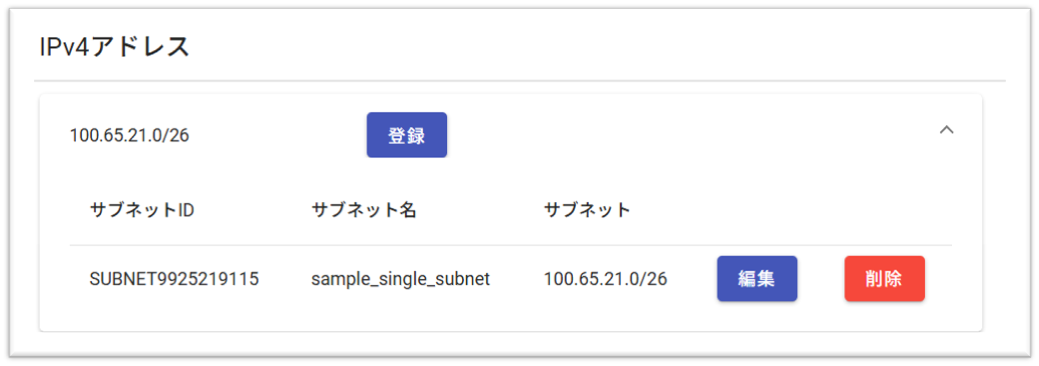 IPv4アドレス
100.65.21.0/26 登録
サブネットID サブネット名 サブネット
SUBNET9925219115 sample_single_subnet 100.65.21.0/26 編集 削除